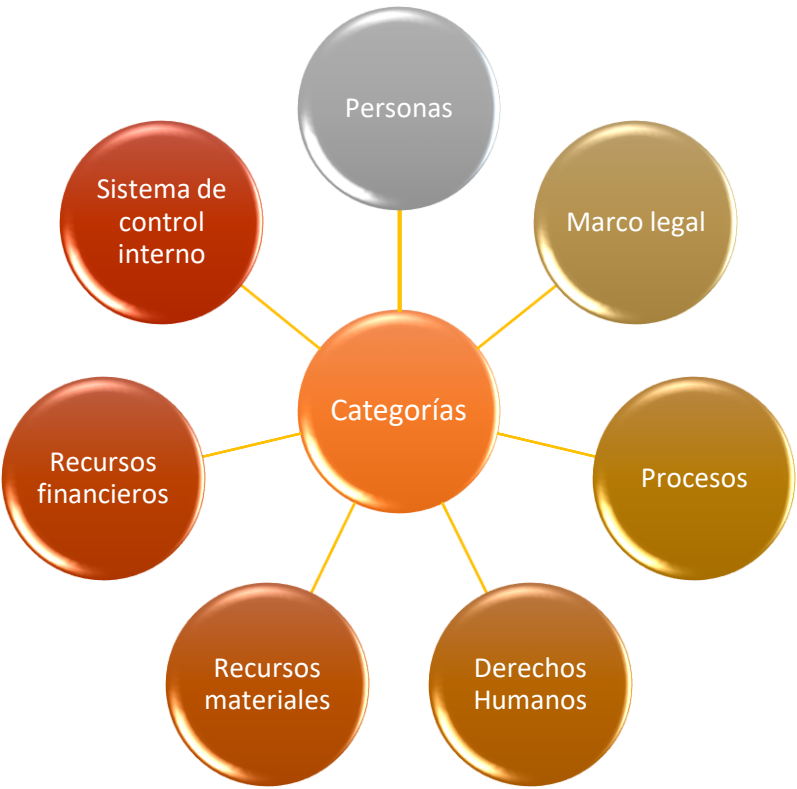 Personas
Marco legal
Procesos
Derechos
Humanos
Recursos
materiales
Recursos
financieros
Sistema de
control
interno
Categorías